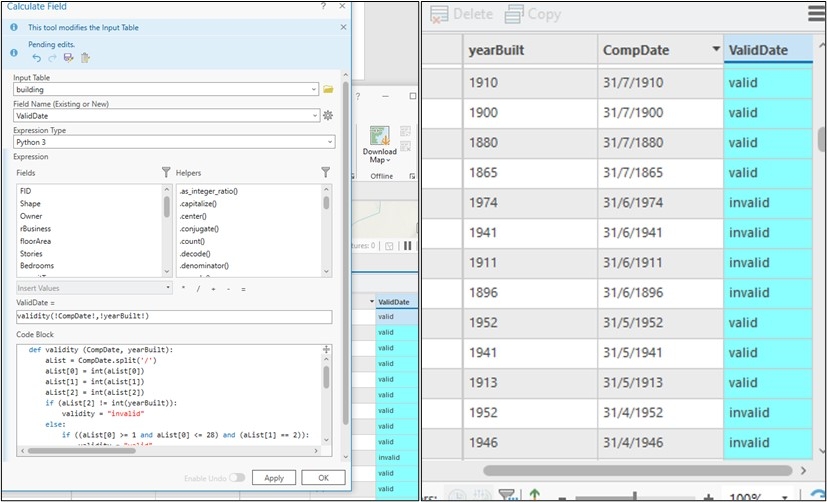 Calculate Field ? ×
This tool modifies the Input Table ×
Pending edits.
Input Table
building
Field Name (Existing or New)
ValidDate
Expression Type
Python 3
Expression
Fields
Helpers
FID
Shape
Owner
rBusiness
floorArea
Stories
Bedrooms
.as_integer_ratio()
.capitalize()
.center()
.conjugate()
.count()
.decode()
.denominator()
Insert Values
* / + - =
ValidDate =
validity(!CompDate!,!yearBuilt!)
Code Block
def validity (CompDate, yearBuilt):
aList = CompDate.split('/')
aList[0] = int(aList[0])
aList[1] = int(aList[1])
aList[2] = int(aList[2])
if (aList[2] != int(yearBuilt)):
validity = "invalid"
else:
if ((aList[0] >= 1 and aList[0] <= 28) and (aList[1] == 2)):
Enable Undo
Apply
OK
?
Download
Map
Offline
tures: 0
ValidDate
valid
valid
valid
valid
valid
valid
valid
valid
valid
invalid
valid
valid
Delete Copy
yearBuilt CompDate ValidDate
1910 31/7/1910 valid
1900 31/7/1900 valid
1880 31/7/1880 valid
1865 31/7/1865 valid
1974 31/6/1974 invalid
1941 31/6/1941 invalid
1911 31/6/1911 invalid
1896 31/6/1896 invalid
1952 31/5/1952 valid
1941 31/5/1941 valid
1913 31/5/1913 valid
1952 31/4/1952 invalid
1946 31/4/1946 invalid
100%